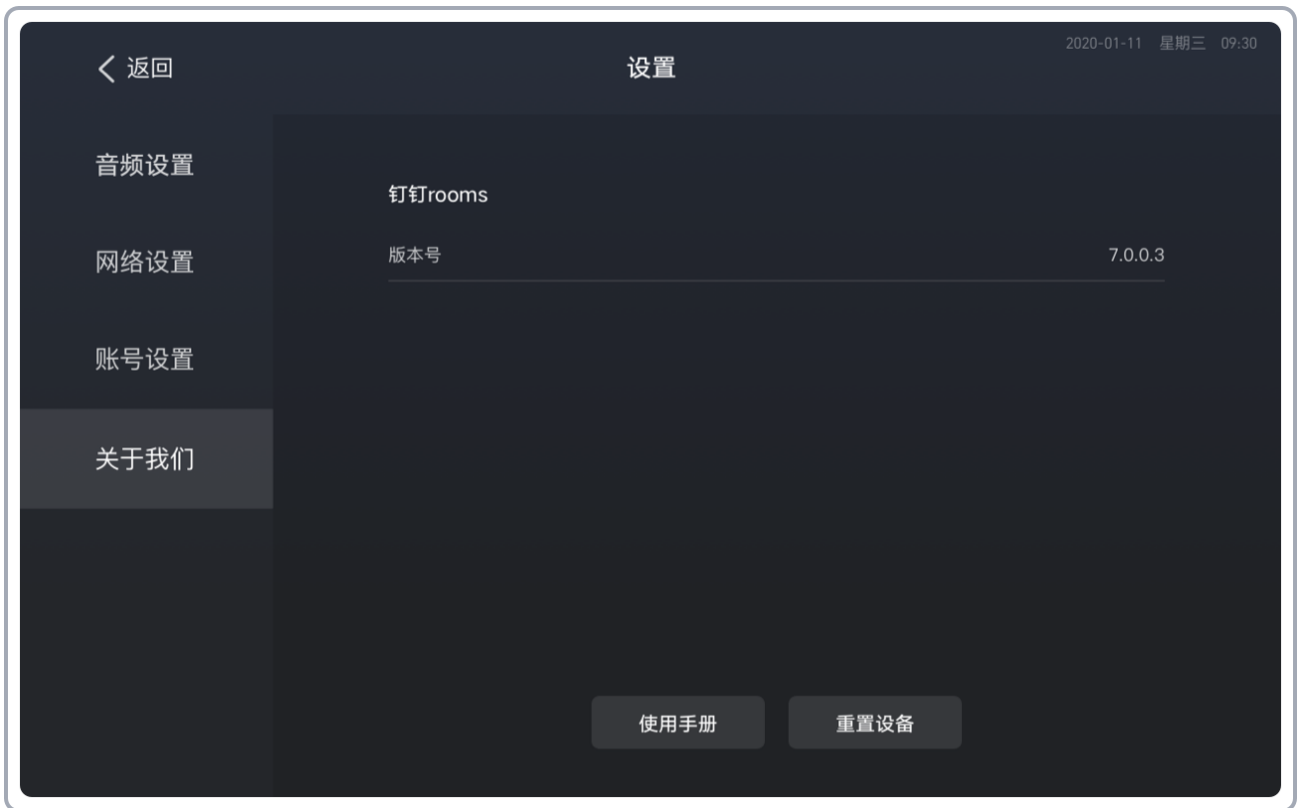 2020-01-11 星期三 09:30
返回
设置
音频设置
网络设置
账号设置
关于我们
钉钉rooms
版本号 7.0.0.3
使用手册 重置设备